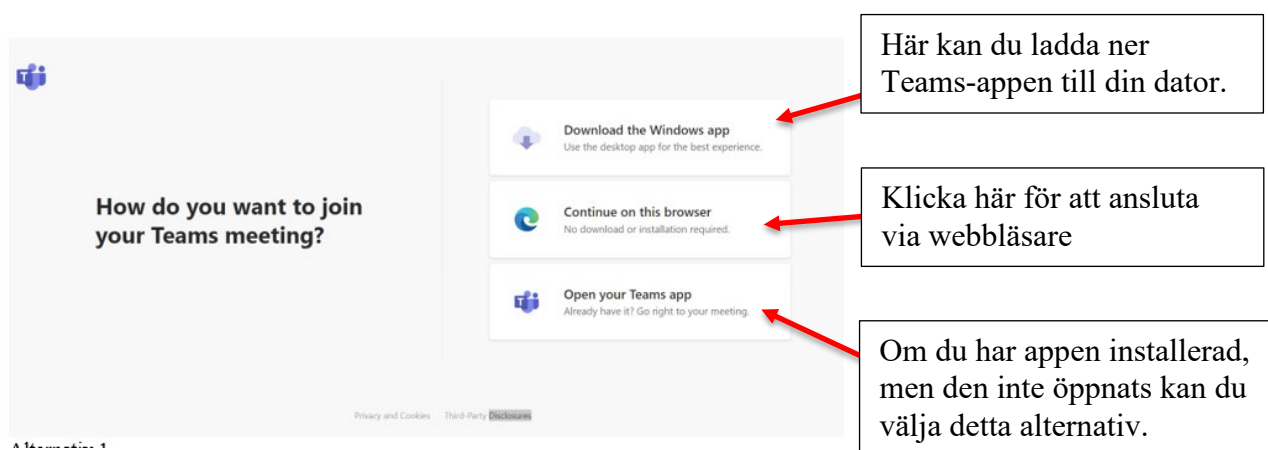 Här kan du ladda ner
Teams-appen till din dator.
Download the Windows app
Use the desktop app for the best experience.
How do you want to join
your Teams meeting?
Continue on this browser
No download or installation required.
Klicka här för att ansluta
via webbläsare
Open your Teams app
Already have it? Go right to your meeting.
Om du har appen installerad,
men den inte öppnats kan du
välja detta alternativ.
Privacy and Cookies Third-Party Disclosures